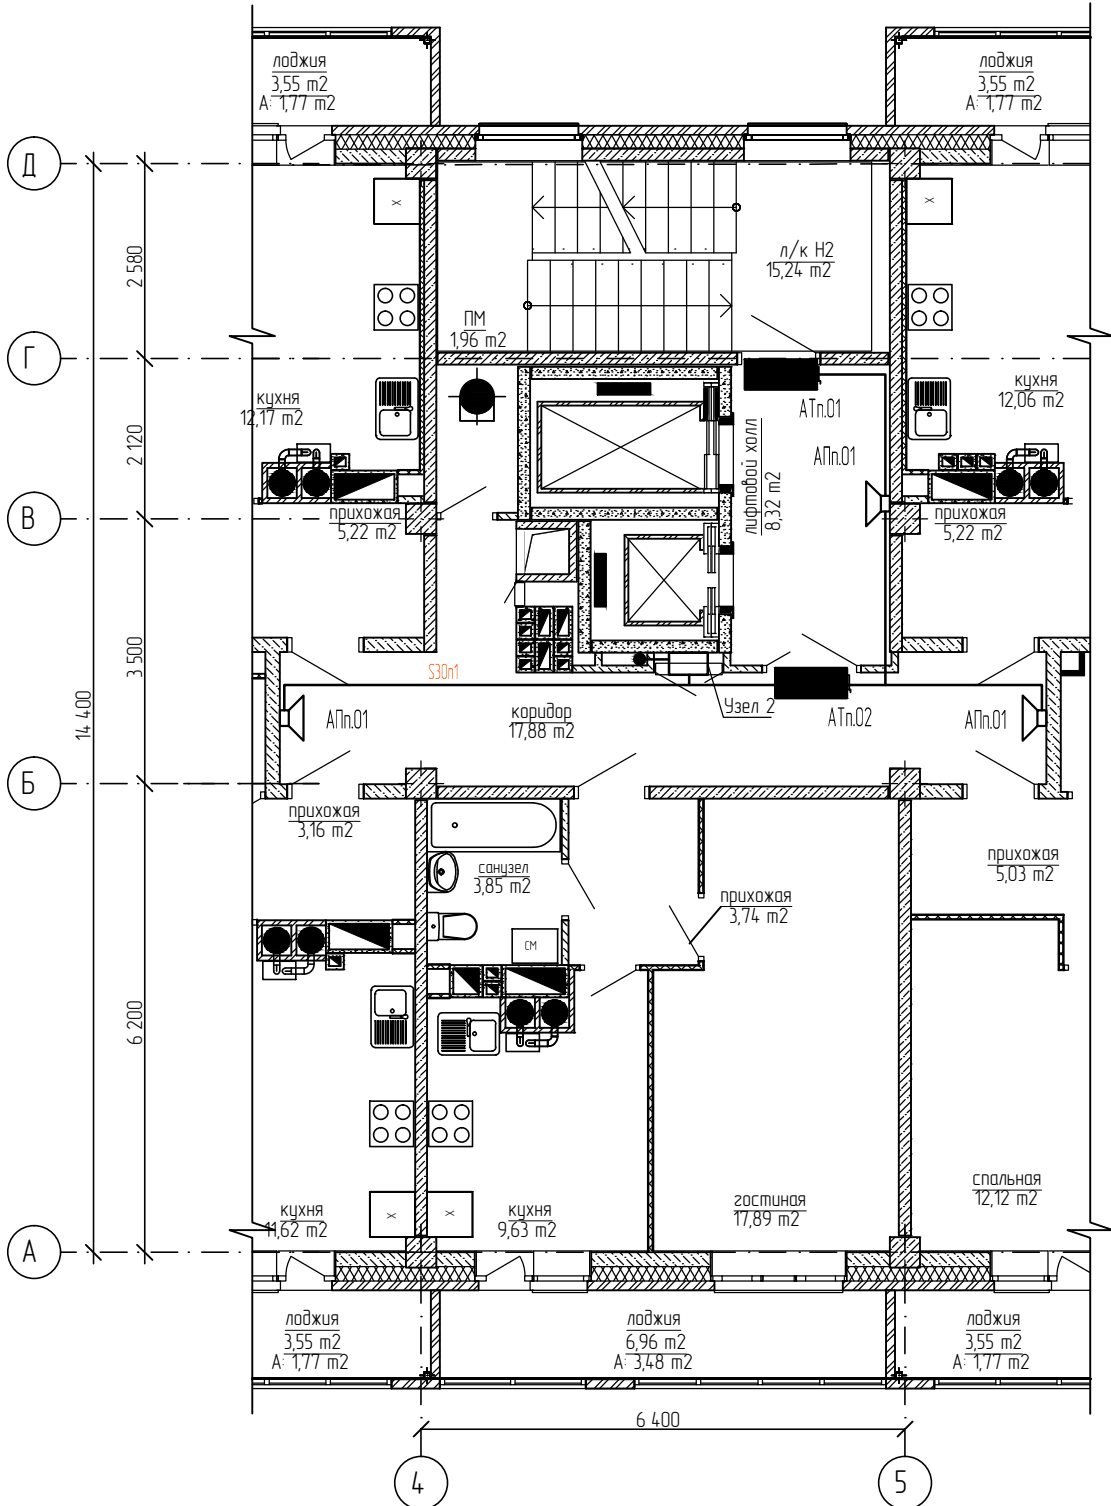 лоджия
3,55 m2
А: 1,77 m2
лоджия
3,55 m2
А: 1,77 m2
Д
X
X
2 580
л/к Н2
15,24 m2
ПМ
1,96 m2
Г
кухня
12,17 m2
АТп.01
кухня
12,06 m2
2 120
лифтовой холл
8,32 m2
АПп.01
В
прихожая
5,22 m2
прихожая
5,22 m2
3 500
14 400
S30п1
Узел 2
АПп.01
коридор
17,88 m2
АТп.02
АПп.01
Б
прихожая
3,16 m2
санузел
3,85 m2
прихожая
5,03 m2
прихожая
3,74 m2
СМ
6 200
кухня
11,62 m2
X
X
кухня
9,63 m2
гостиная
17,89 m2
спальная
12,12 m2
А
лоджия
3,55 m2
А: 1,77 m2
лоджия
6,96 m2
А: 3,48 m2
лоджия
3,55 m2
А: 1,77 m2
6 400
4
5